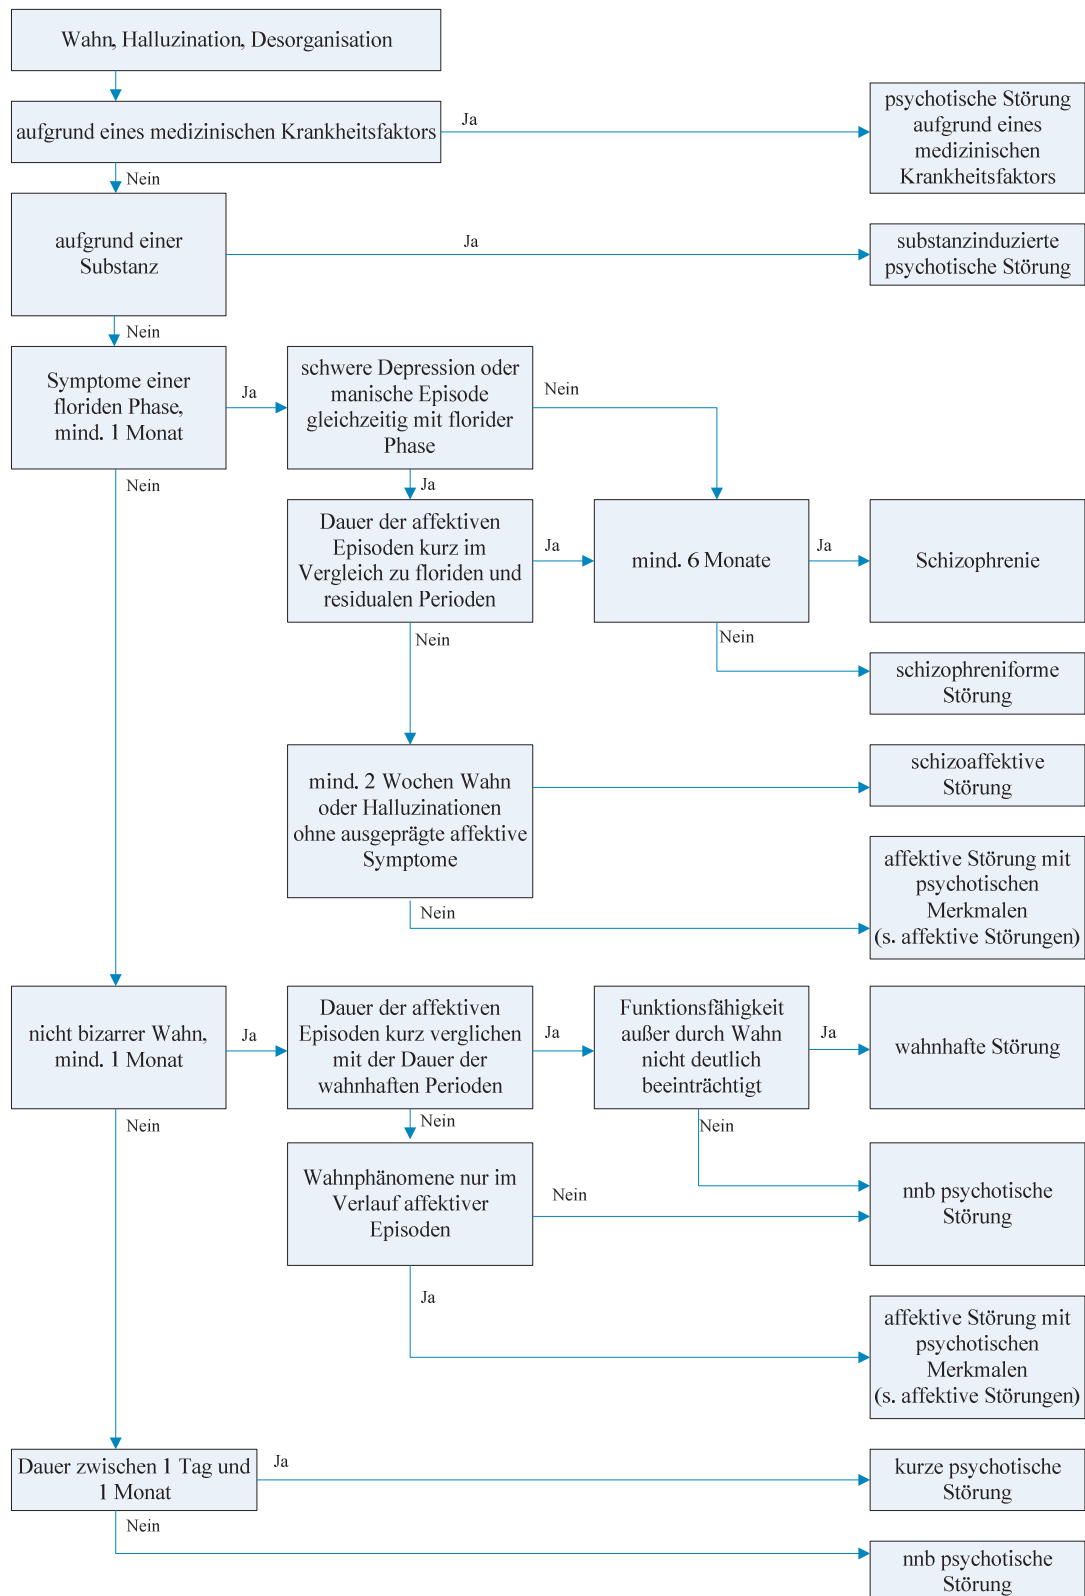 Wahn, Halluzination, Desorganisation
aufgrund eines medizinischen Krankheitsfaktors
Ja
psychotische Störung
aufgrund eines
medizinischen
Krankheitsfaktors
Nein
aufgrund einer
Substanz
Ja
substanzinduzierte
psychotische Störung
Nein
Symptome einer
floriden Phase,
mind. 1 Monat
Ja
schwere Depression oder
manische Episode
gleichzeitig mit florider
Phase
Nein
Nein
Ja
Dauer der affektiven
Episoden kurz im
Vergleich zu floriden und
residualen Perioden
Ja
mind. 6 Monate
Ja
Schizophrenie
Nein
Nein
schizophreniforme
Störung
mind. 2 Wochen Wahn
oder Halluzinationen
ohne ausgeprägte affektive
Symptome
schizoaffektive
Störung
Nein
affektive Störung mit
psychotischen
Merkmalen
(s. affektive Störungen)
nicht bizarrer Wahn,
mind. 1 Monat
Ja
Dauer der affektiven
Episoden kurz verglichen
mit der Dauer der
wahnhaften Perioden
Ja
Funktionsfähigkeit
außer durch Wahn
nicht deutlich
beeinträchtigt
Ja
wahnhafte Störung
Nein
Nein
Nein
Wahnphänomene nur im
Verlauf affektiver
Episoden
Nein
nnb psychotische
Störung
Ja
affektive Störung mit
psychotischen
Merkmalen
(s. affektive Störungen)
Dauer zwischen 1 Tag und
1 Monat
Ja
kurze psychotische
Störung
Nein
nnb psychotische
Störung